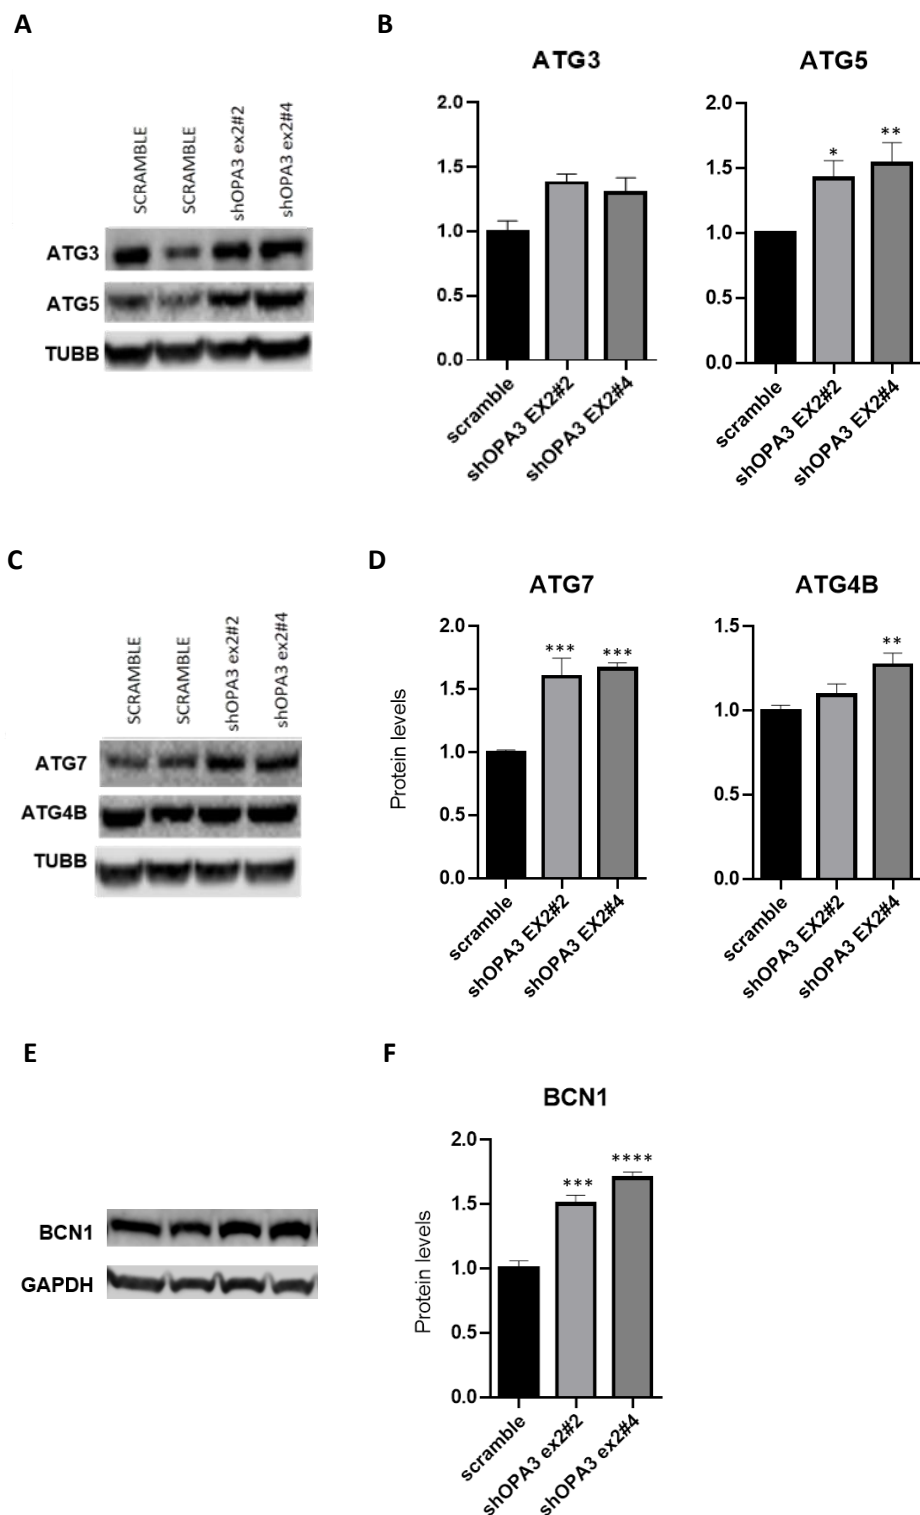 A
SCRAMBLE
SCRAMBLE
shOPA3 ex2#2
shOPA3 ex2#4
ATG3
ATG5
TUBB
B
ATG3
2.0
1.5
1.0
0.5
0.0
scramble
shOPA3 EX2#2
shOPA3 EX2#4
ATG5
2.0
1.5
1.0
0.5
0.0
*
**
scramble
shOPA3 EX2#2
shOPA3 EX2#4
C
SCRAMBLE
SCRAMBLE
shOPA3 ex2#2
shOPA3 ex2#4
ATG7
ATG4B
TUBB
D
ATG7
Protein levels
2.0
1.5
1.0
0.5
0.0
***
***
scramble
shOPA3 EX2#2
shOPA3 EX2#4
ATG4B
1.5
1.0
0.5
0.0
**
scramble
shOPA3 EX2#2
shOPA3 EX2#4
E
BCN1
GAPDH
F
BCN1
Protein levels
2.0
1.5
1.0
0.5
0.0
***
****
scramble
shOPA3 ex2#2
shOPA3 ex2#4